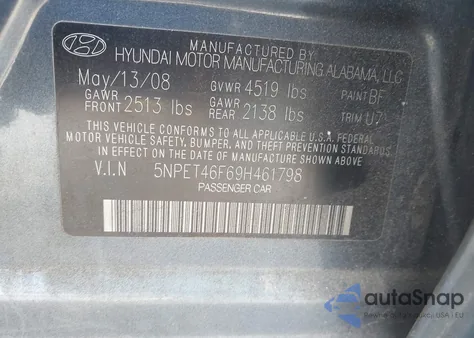 MANUFACTURED BY
HYUNDAI MOTOR MANUFACTURING ALABAMA, LLC
May/13/08 GVWR 4519 lbs PAINT BF
GAWR FRONT 2513 lbs GAWR REAR 2138 lbs TRIM U7
THIS VEHICLE CONFORMS TO ALL APPLICABLE U.S.A. FEDERAL
MOTOR VEHICLE SAFETY, BUMPER, AND THEFT PREVENTION STANDARDS
IN EFFECT ON THE DATE OF MANUFACTURE SHOWN ABOVE.
V.I.N 5NPET46F69H461798
PASSENGER CAR
autoSnap